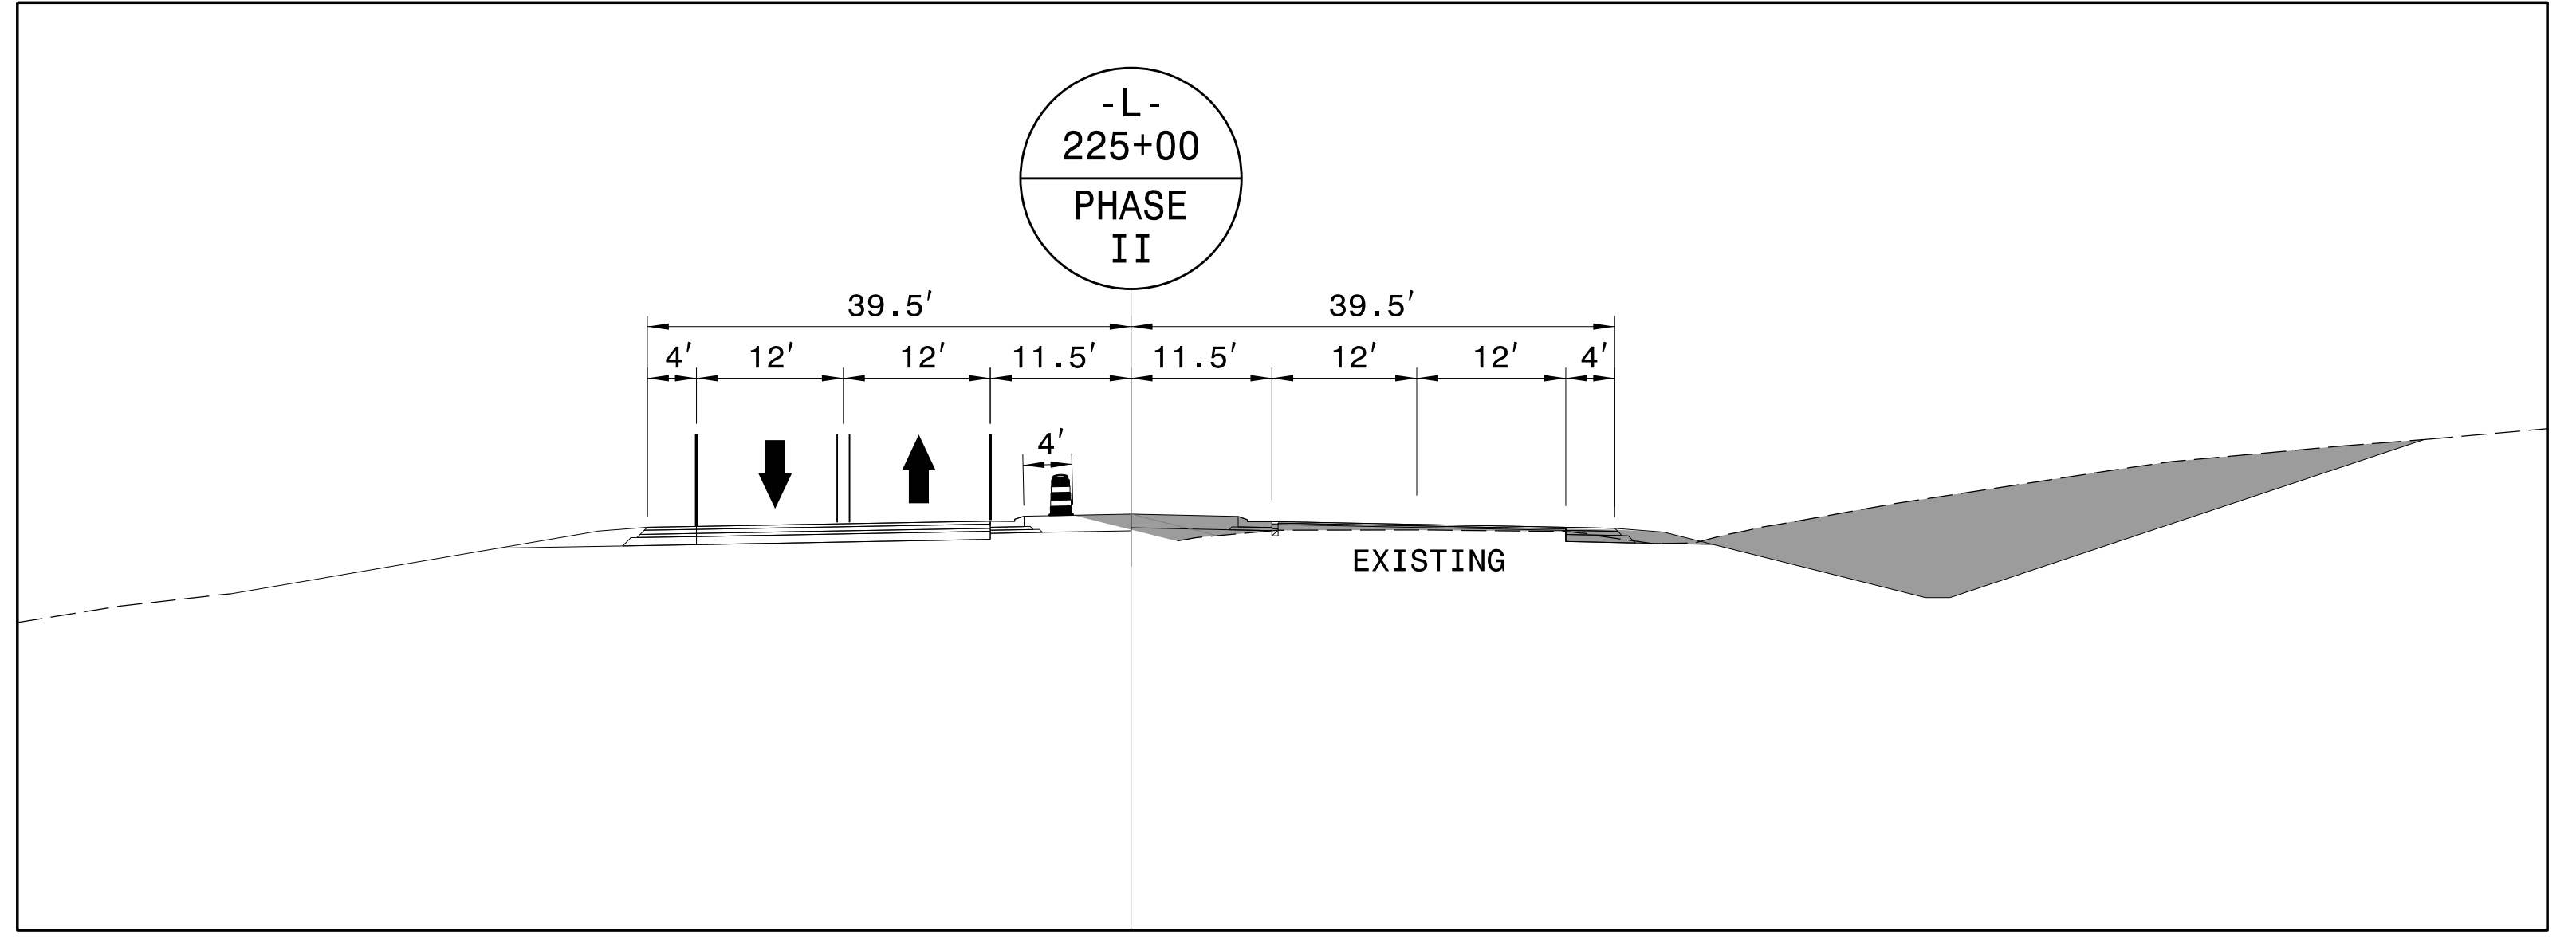 -L-
225+00
PHASE
II
39.5' 39.5'
4' 12' 12' 11.5' 11.5' 12' 12' 4'
4'
EXISTING